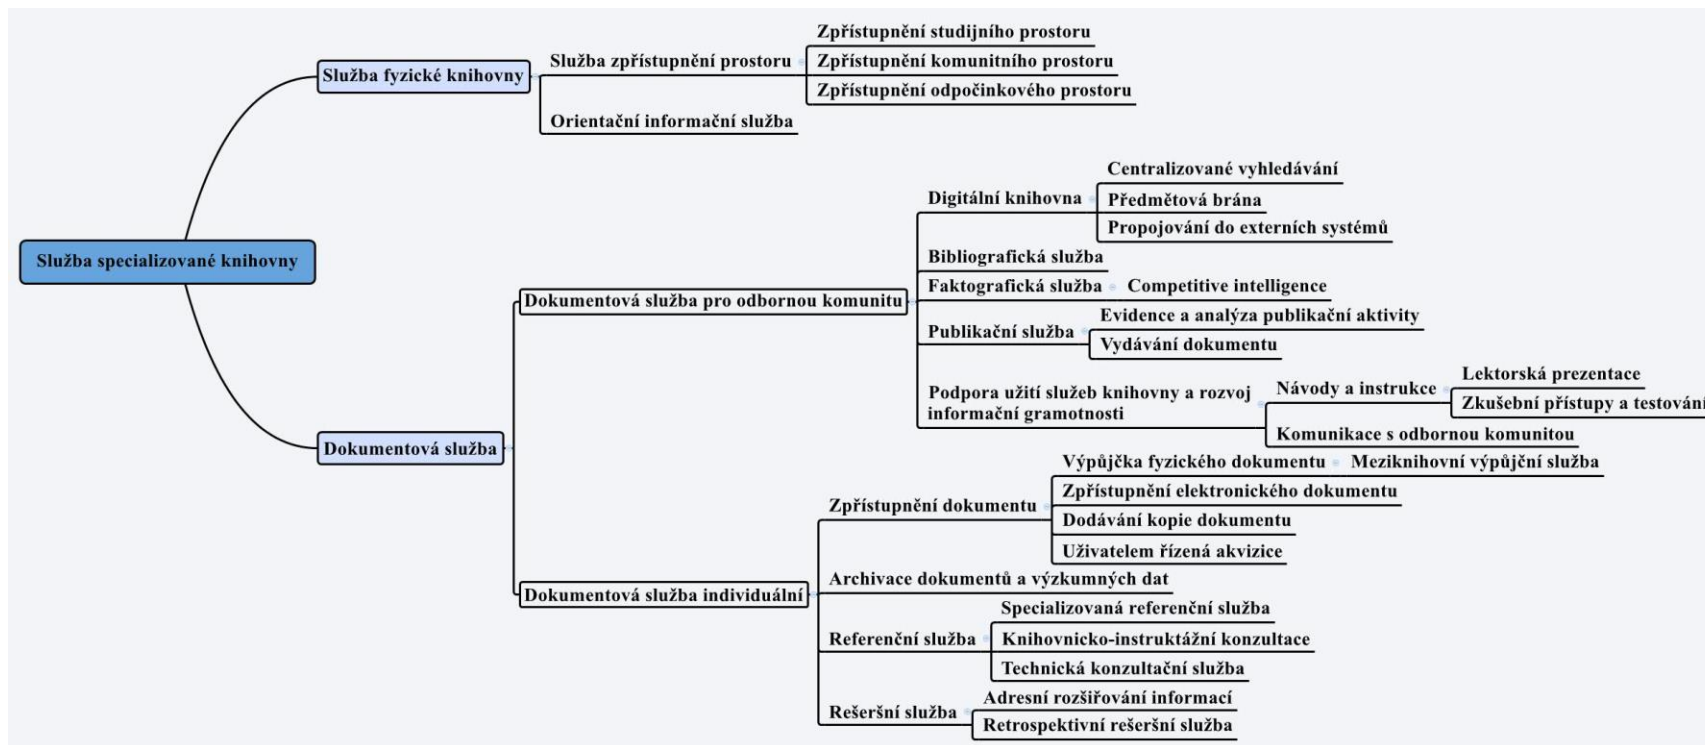 Služba specializované knihovny
Služba fyzické knihovny
Služba zpřístupnění prostoru
Zpřístupnění studijního prostoru
Zpřístupnění komunitního prostoru
Zpřístupnění odpočinkového prostoru
Orientační informační služba
Dokumentová služba
Dokumentová služba pro odbornou komunitu
Digitální knihovna
Centralizované vyhledávání
Předmětová brána
Propojování do externích systémů
Bibliografická služba
Faktografická služba
Competitive intelligence
Publikační služba
Evidence a analýza publikační aktivity
Vydávání dokumentu
Podpora užití služeb knihovny a rozvoj
informační gramotnosti
Návody a instrukce
Lektorská prezentace
Zkušební přístupy a testování
Komunikace s odbornou komunitou
Dokumentová služba individuální
Zpřístupnění dokumentu
Výpůjčka fyzického dokumentu
Meziknihovní výpůjční služba
Zpřístupnění elektronického dokumentu
Dodávání kopie dokumentu
Uživatelem řízená akvizice
Archivace dokumentů a výzkumných dat
Referenční služba
Specializovaná referenční služba
Knihovnicko-instruktážní konzultace
Technická konzultační služba
Rešeršní služba
Adresní rozšiřování informací
Retrospektivní rešeršní služba